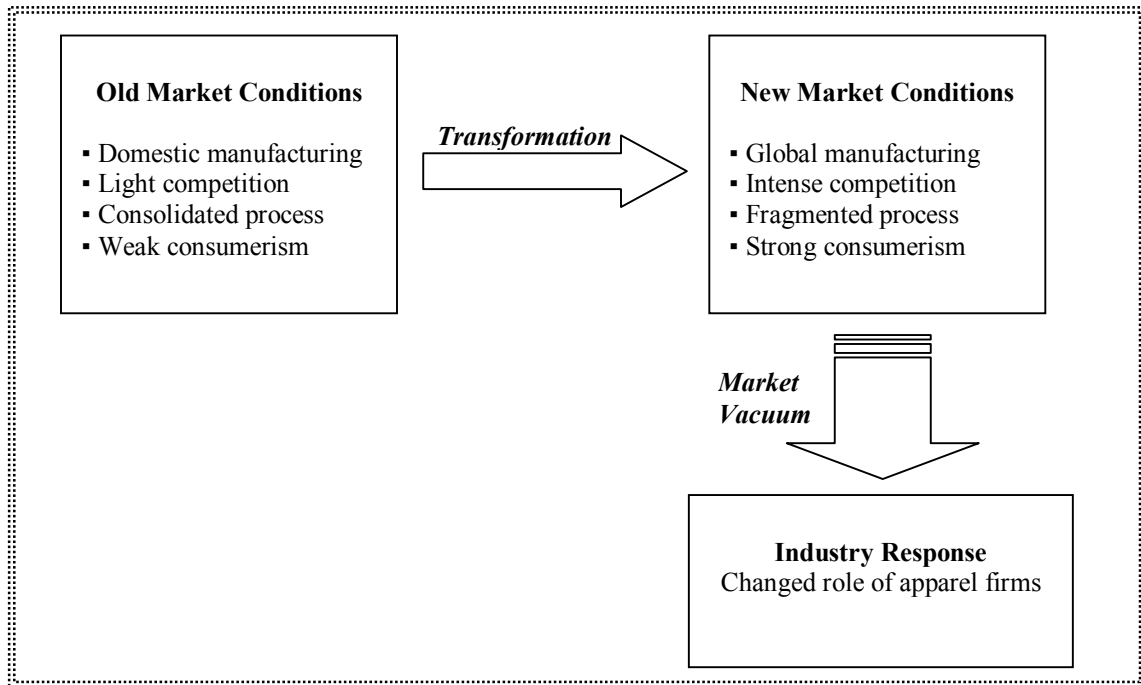 Old Market Conditions
▪ Domestic manufacturing
▪ Light competition
▪ Consolidated process
▪ Weak consumerism
Transformation
New Market Conditions
▪ Global manufacturing
▪ Intense competition
▪ Fragmented process
▪ Strong consumerism
Market
Vacuum
Industry Response
Changed role of apparel firms